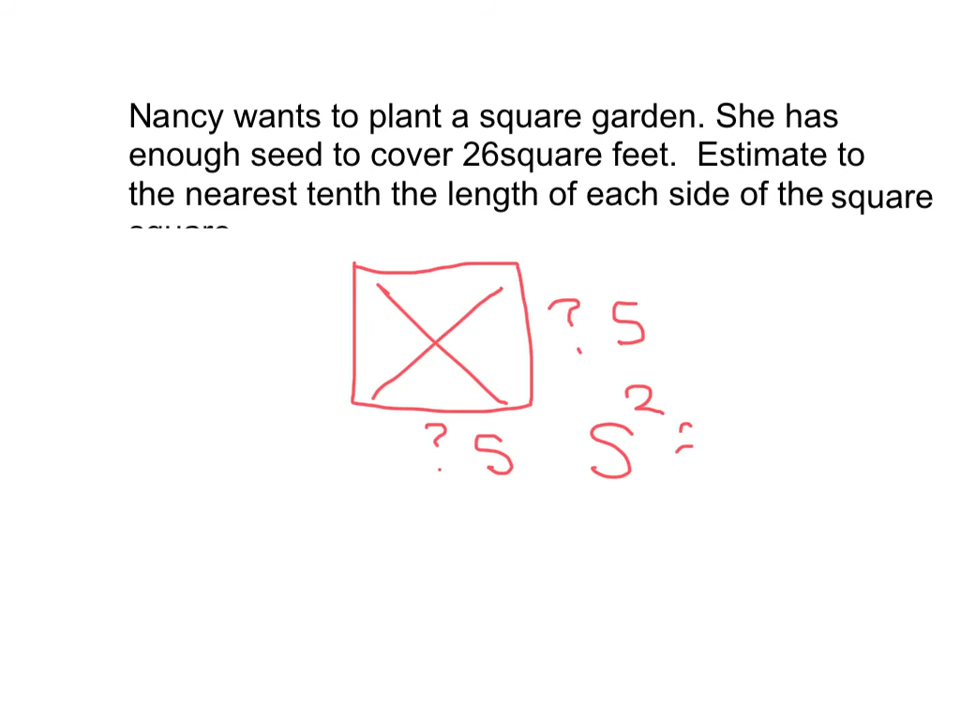 Nancy wants to plant a square garden. She has
enough seed to cover 26square feet. Estimate to
the nearest tenth the length of each side of the square
? S
? S S² =